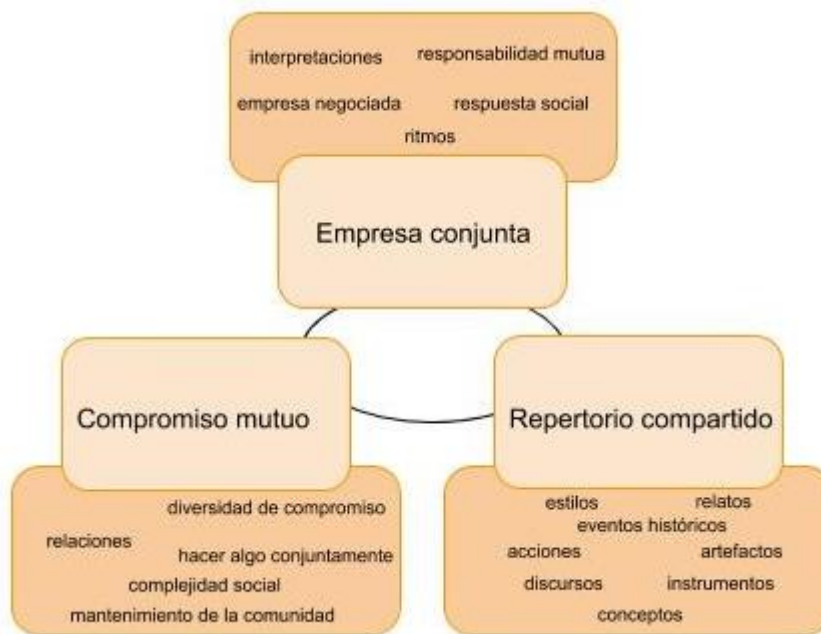 interpretaciones
responsabilidad mutua
empresa negociada
respuesta social
ritmos
Empresa conjunta
Compromiso mutuo
diversidad de compromiso
relaciones
hacer algo conjuntamente
complejidad social
mantenimiento de la comunidad
Repertorio compartido
estilos
relatos
eventos históricos
acciones
artefactos
discursos
instrumentos
conceptos